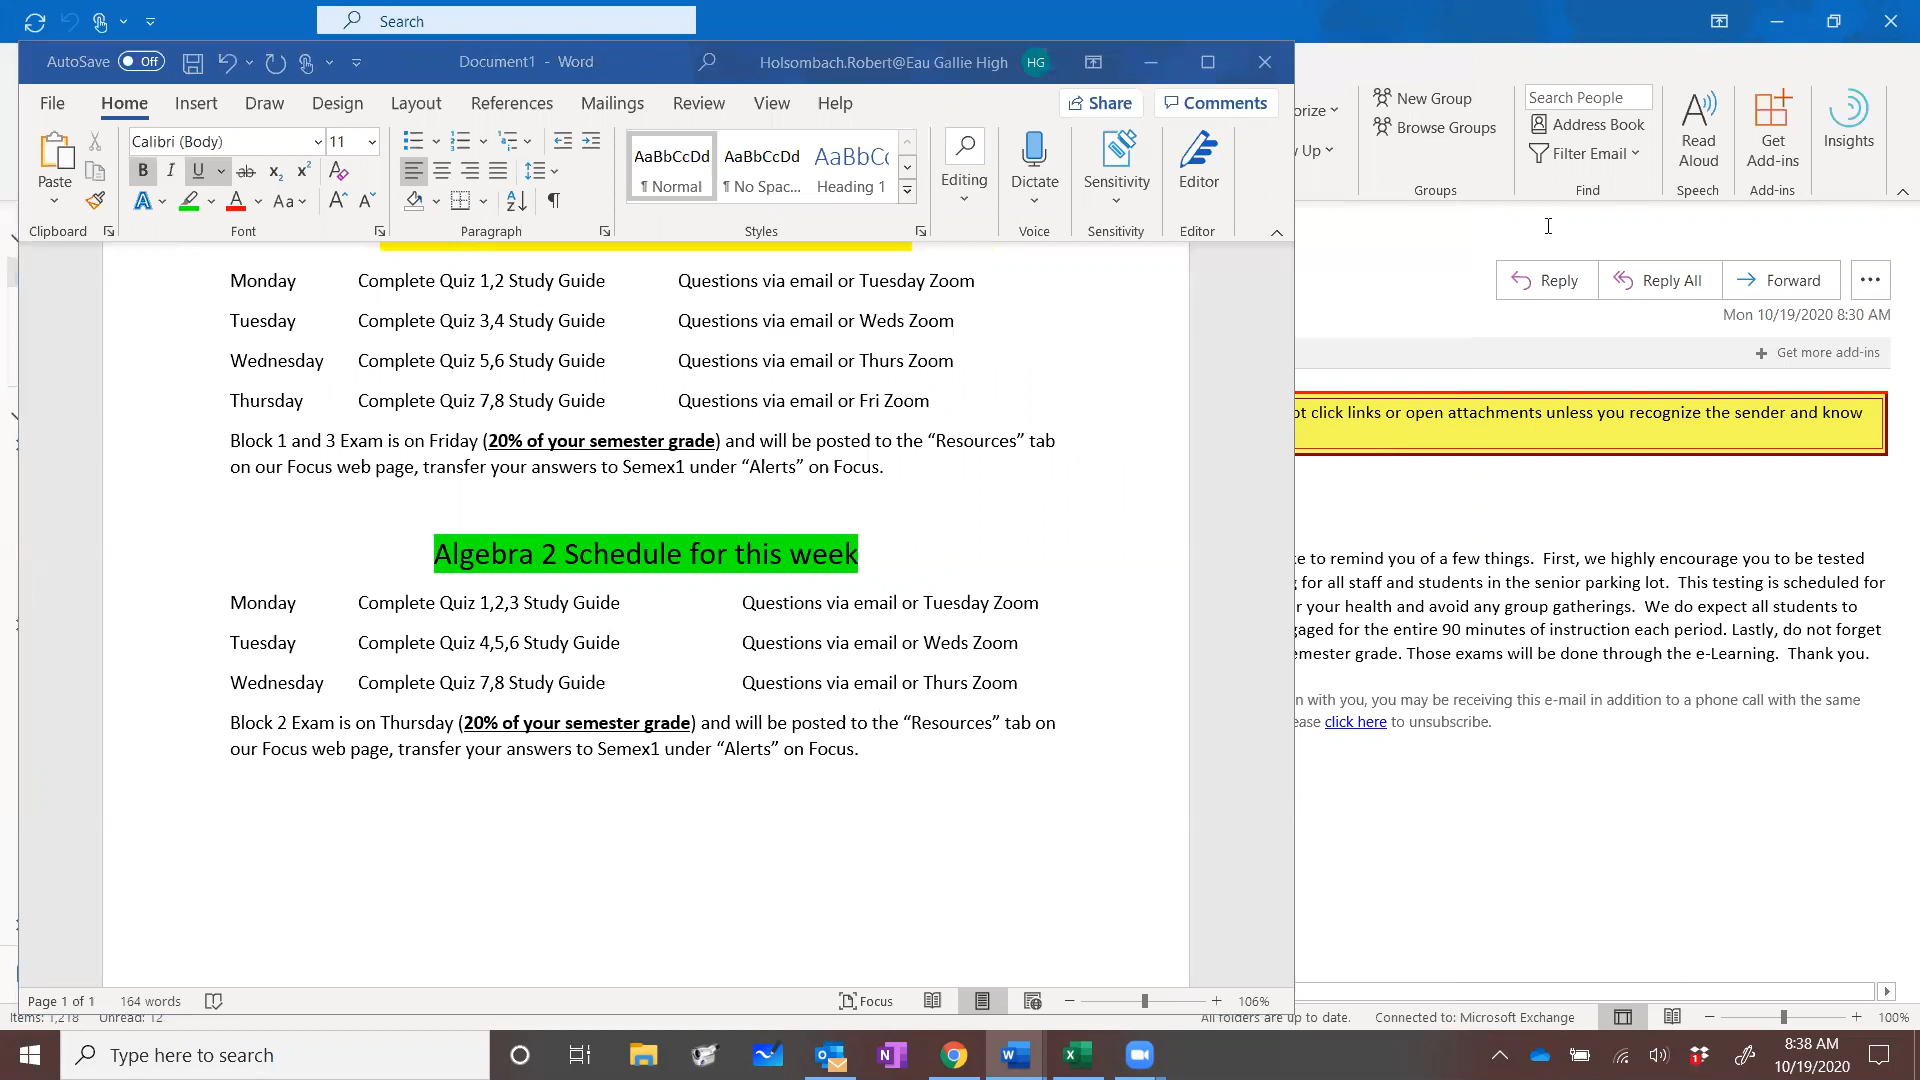 Search
AutoSave Off Document1 - Word Holsombach.Robert@Eau Gallie High HG
File Home Insert Draw Design Layout References Mailings Review View Help Share Comments
Calibri (Body) 11
Paste
B I U ab x₂ x² A
A A Aa A A
AaBbCcDd AaBbCcDd AaBbCc
¶ Normal ¶ No Spac... Heading 1
Editing Dictate Sensitivity Editor
Clipboard Font Paragraph Styles Voice Sensitivity Editor
New Group
Browse Groups
Groups
Search People
Address Book
Filter Email
Find
Read Aloud
Speech
Get Add-ins
Add-ins
Insights
Reply Reply All Forward
Mon 10/19/2020 8:30 AM
Get more add-ins
Monday Complete Quiz 1,2 Study Guide Questions via email or Tuesday Zoom
Tuesday Complete Quiz 3,4 Study Guide Questions via email or Weds Zoom
Wednesday Complete Quiz 5,6 Study Guide Questions via email or Thurs Zoom
Thursday Complete Quiz 7,8 Study Guide Questions via email or Fri Zoom
Block 1 and 3 Exam is on Friday (20% of your semester grade) and will be posted to the “Resources” tab
on our Focus web page, transfer your answers to Semex1 under “Alerts” on Focus.
Algebra 2 Schedule for this week
Monday Complete Quiz 1,2,3 Study Guide Questions via email or Tuesday Zoom
Tuesday Complete Quiz 4,5,6 Study Guide Questions via email or Weds Zoom
Wednesday Complete Quiz 7,8 Study Guide Questions via email or Thurs Zoom
Block 2 Exam is on Thursday (20% of your semester grade) and will be posted to the “Resources” tab on
our Focus web page, transfer your answers to Semex1 under “Alerts” on Focus.
click links or open attachments unless you recognize the sender and know
to remind you of a few things. First, we highly encourage you to be tested
for all staff and students in the senior parking lot. This testing is scheduled for
your health and avoid any group gatherings. We do expect all students to
for the entire 90 minutes of instruction each period. Lastly, do not forget
grade. Those exams will be done through the e-Learning. Thank you.
with you, you may be receiving this e-mail in addition to a phone call with the same
click here to unsubscribe.
Page 1 of 1 164 words Focus 106%
Items: 1,218 Unread: 12 All folders are up to date. Connected to: Microsoft Exchange 100%
Type here to search
8:38 AM
10/19/2020